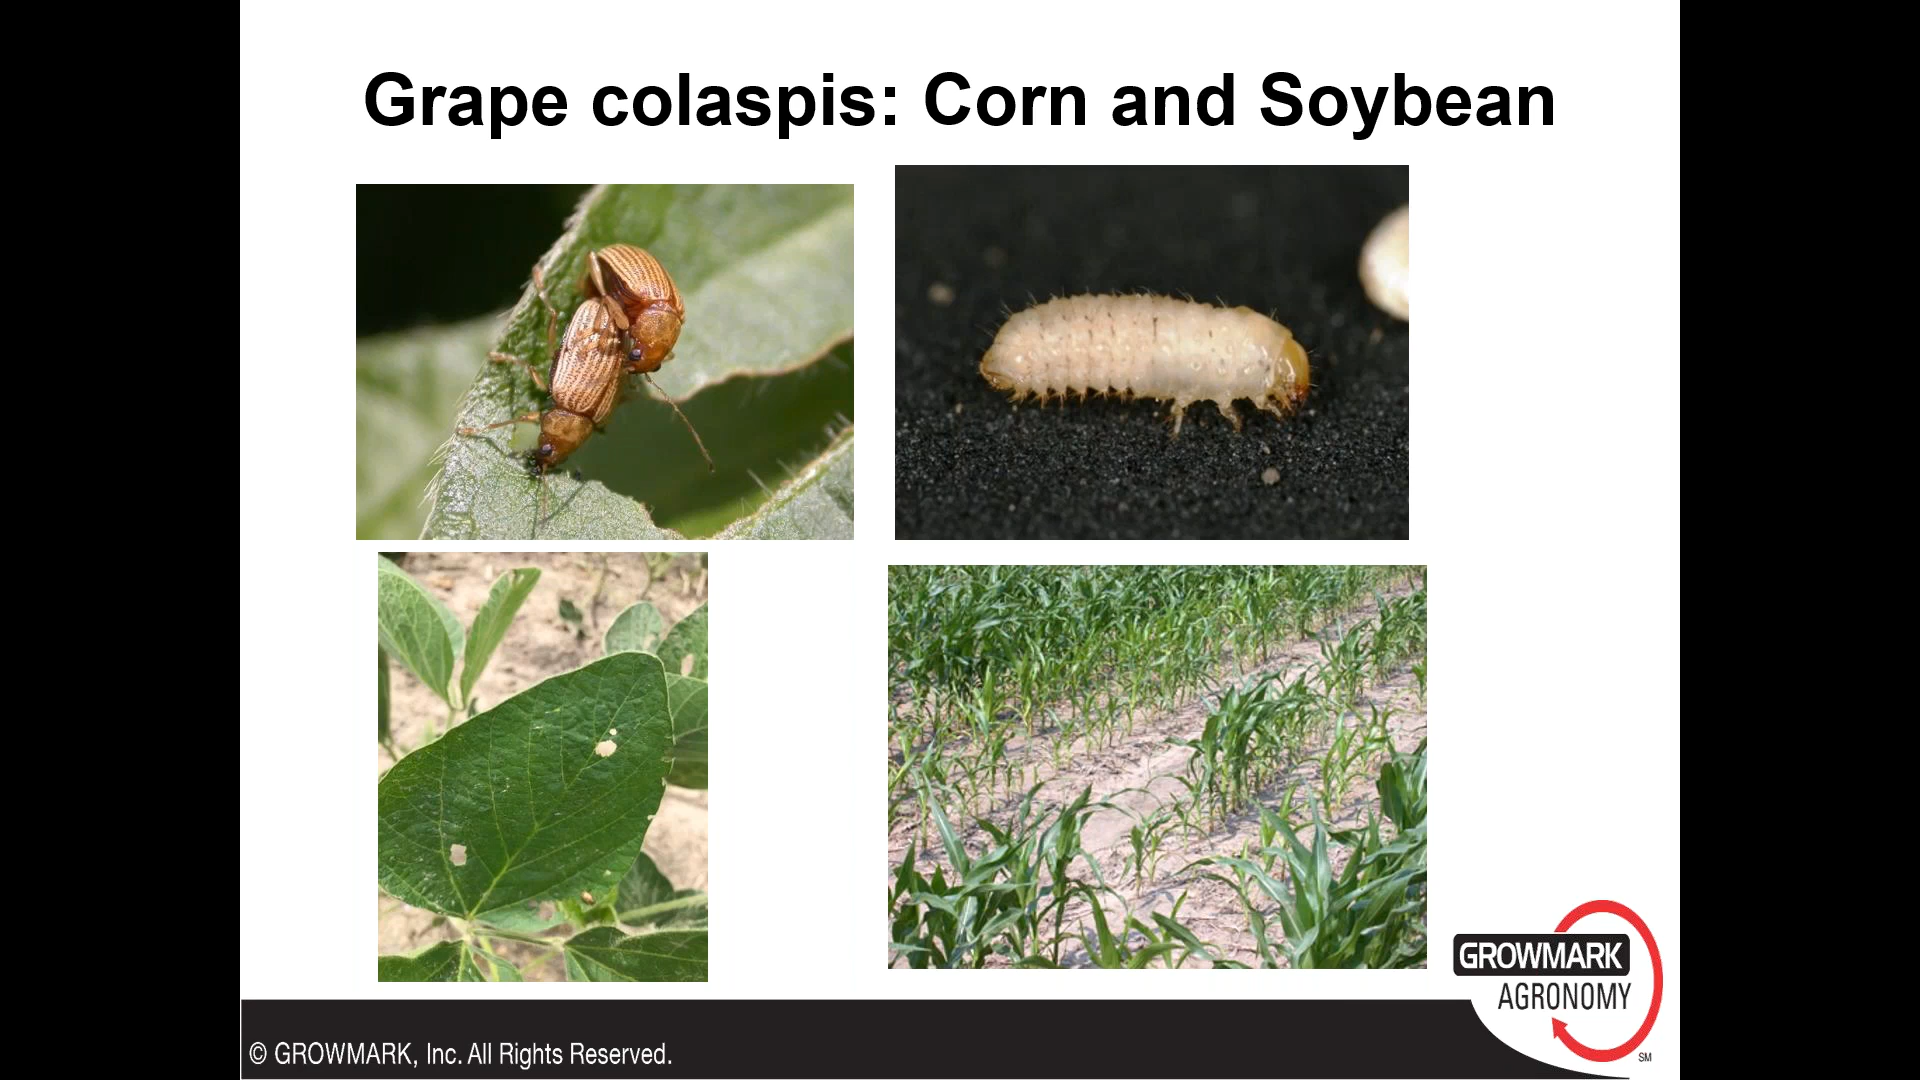 Grape colaspis: Corn and Soybean
GROWMARK
AGRONOMY
SM
© GROWMARK, Inc. All Rights Reserved.